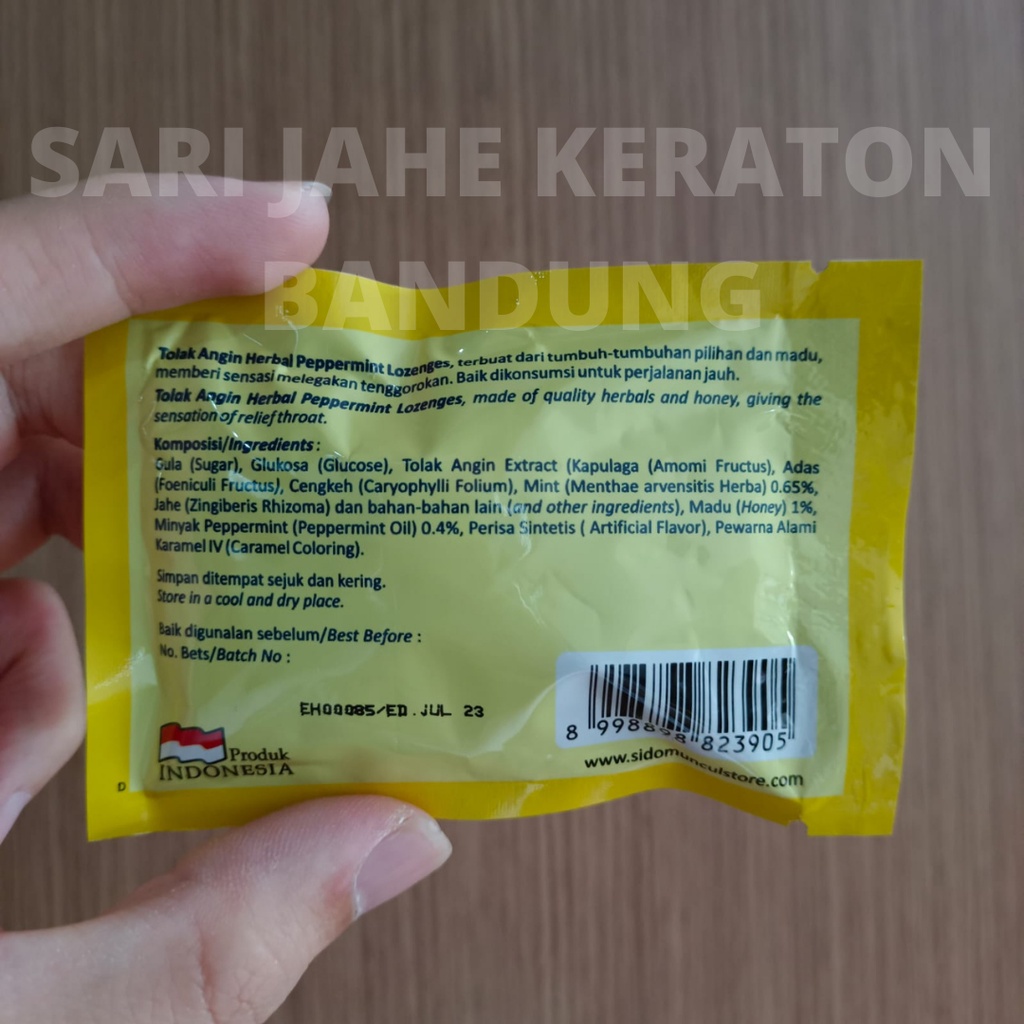 SARI JAHE KERATON
BANDUNG
Tolak Angin Herbal Peppermint Lozenges, terbuat dari tumbuh-tumbuhan pilihan dan madu,
memberi sensasi melegakan tenggorokan. Baik dikonsumsi untuk perjalanan jauh.
Tolak Angin Herbal Peppermint Lozenges, made of quality herbals and honey, giving the
sensation of relief throat.
Komposisi/Ingredients :
Gula (Sugar), Glukosa (Glucose), Tolak Angin Extract (Kapulaga (Amomi Fructus), Adas
(Foeniculi Fructus), Cengkeh (Caryophylli Folium), Mint (Menthae arvensitis Herba) 0.65%,
Jahe (Zingiberis Rhizoma) dan bahan-bahan lain (and other ingredients), Madu (Honey) 1%,
Minyak Peppermint (Peppermint Oil) 0.4%, Perisa Sintetis ( Artificial Flavor), Pewarna Alami
Karamel IV (Caramel Coloring).
Simpan ditempat sejuk dan kering.
Store in a cool and dry place.
Baik digunalan sebelum/Best Before :
No. Bets/Batch No :
EH00085/ED.JUL 23
8 998898 823905
Produk
INDONESIA
www.sidomunculstore.com
D